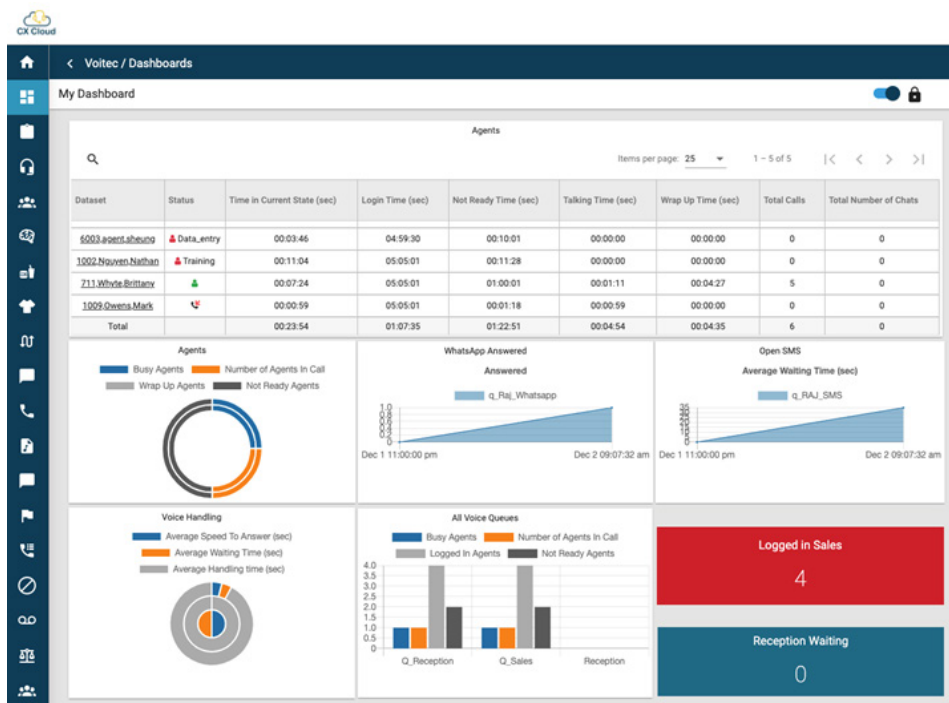 CX Cloud
Voitec / Dashboards
My Dashboard
Agents
Items per page: 25 1 – 5 of 5
Dataset Status Time in Current State (sec) Login Time (sec) Not Ready Time (sec) Talking Time (sec) Wrap Up Time (sec) Total Calls Total Number of Chats
6003,agent,sheung Data_entry 00:03:46 04:59:30 00:10:01 00:00:00 00:00:00 0 0
1002,Nguyen,Nathan Training 00:11:04 05:05:01 00:11:28 00:00:00 00:00:00 0 0
711,Whyte,Brittany 00:07:24 05:05:01 01:00:01 00:01:11 00:04:27 5 0
1009,Owens,Mark 00:00:59 05:05:01 00:01:18 00:00:59 00:00:00 0 0
Total 00:23:54 01:07:35 01:22:51 00:04:54 00:04:35 6 0
Agents
Busy Agents Number of Agents In Call
Wrap Up Agents Not Ready Agents
WhatsApp Answered
Answered
q_Raj_Whatsapp
1.0
0.8
0.6
0.4
0.2
0
Dec 1 11:00:00 pm Dec 2 09:07:32 am
Open SMS
Average Waiting Time (sec)
q_RAJ_SMS
35
0
Dec 1 11:00:00 pm Dec 2 09:07:32 am
Voice Handling
Average Speed To Answer (sec)
Average Waiting Time (sec)
Average Handling time (sec)
All Voice Queues
Busy Agents Number of Agents In Call
Logged In Agents Not Ready Agents
4.0
3.5
3.0
2.5
2.0
1.5
1.0
0.5
0
Q_Reception Q_Sales Reception
Logged in Sales
4
Reception Waiting
0